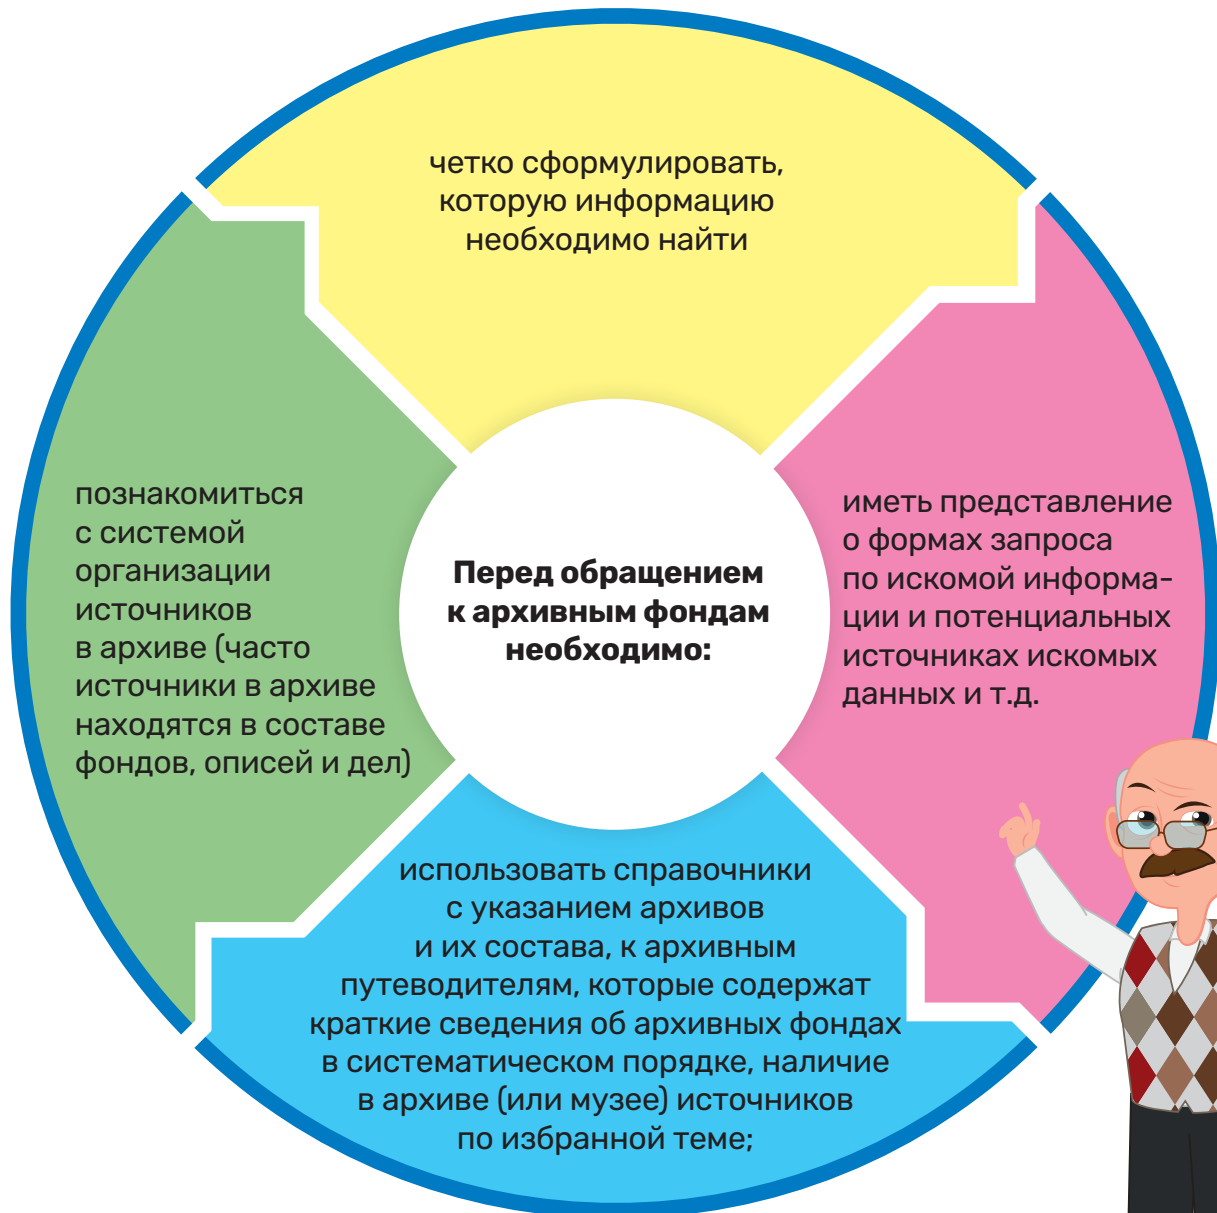 четко сформулировать,
которую информацию
необходимо найти
иметь представление
о формах запроса
по искомой информа-
ции и потенциальных
источниках искомых
данных и т.д.
использовать справочники
с указанием архивов
и их состава, к архивным
путеводителям, которые содержат
краткие сведения об архивных фондах
в систематическом порядке, наличие
в архиве (или музее) источников
по избранной теме;
познакомиться
с системой
организации
источников
в архиве (часто
источники в архиве
находятся в составе
фондов, описей и дел)
Перед обращением
к архивным фондам
необходимо: